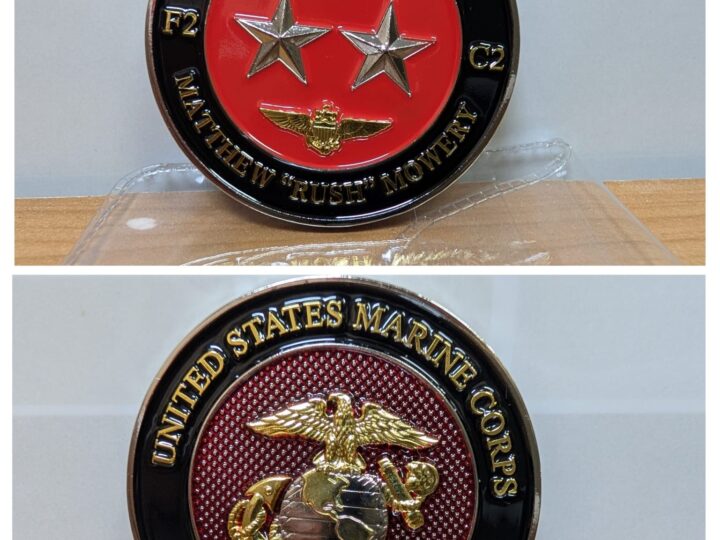 F2
C2
MATTHEW "RUSH" MOWERY
UNITED STATES MARINE CORPS